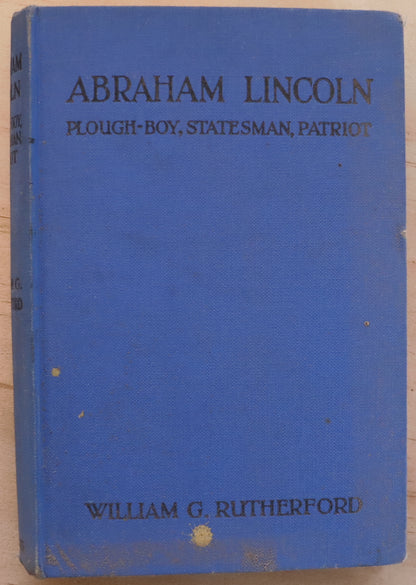 ABRAHAM LINCOLN
PLOUGH-BOY, STATESMAN, PATRIOT
WILLIAM G. RUTHERFORD